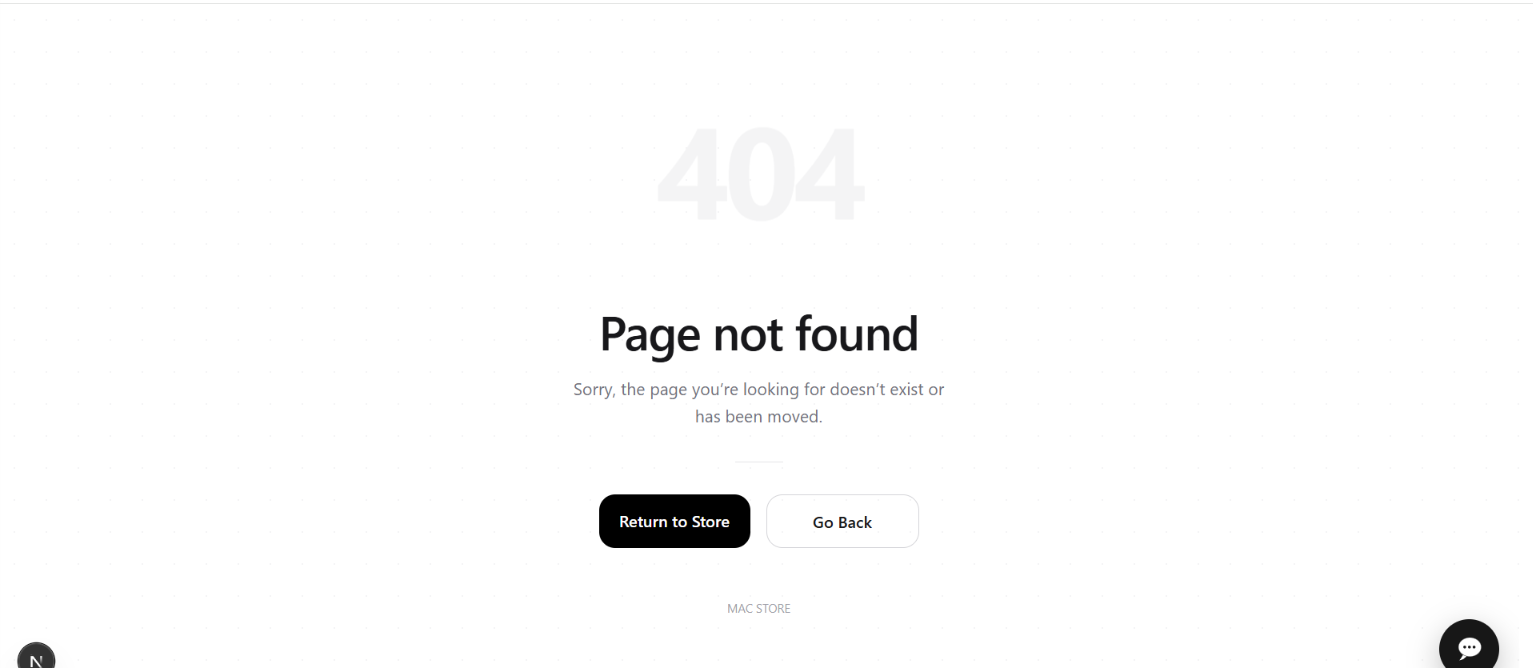 404
Page not found
Sorry, the page you’re looking for doesn’t exist or
has been moved.
Return to Store
Go Back
MAC STORE
N